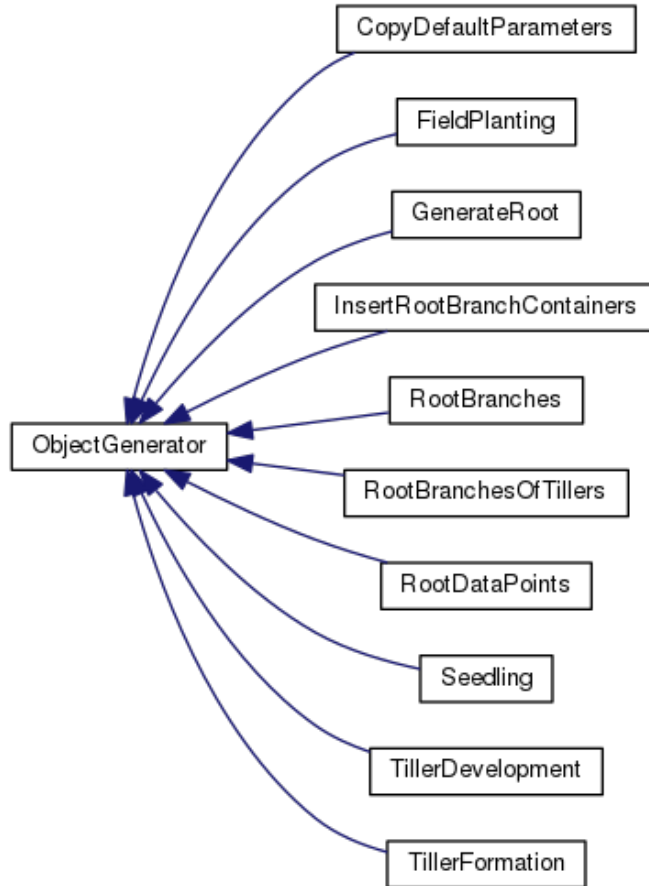 CopyDefaultParameters
FieldPlanting
GenerateRoot
InsertRootBranchContainers
RootBranches
ObjectGenerator
RootBranchesOfTillers
RootDataPoints
Seedling
TillerDevelopment
TillerFormation